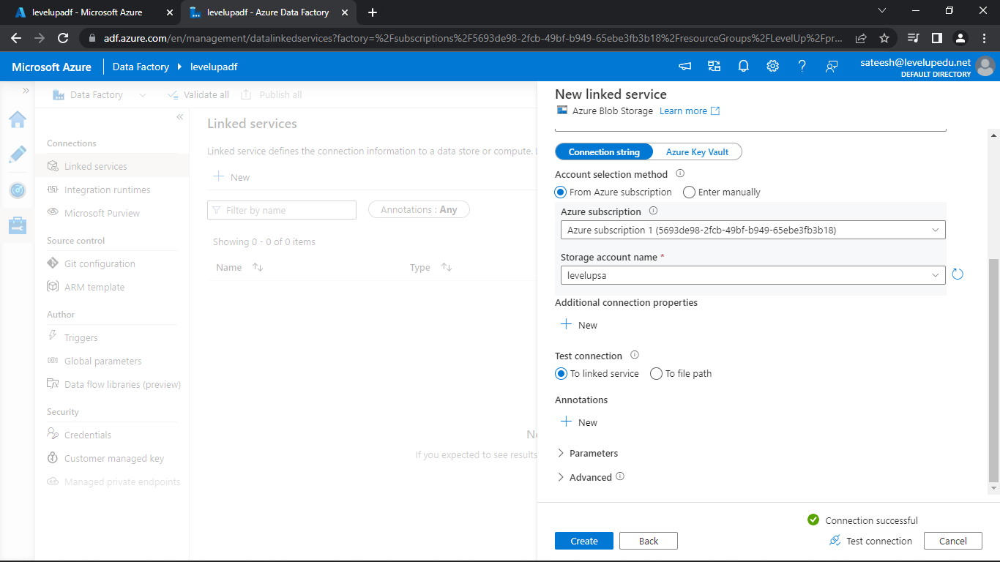 levelupadf - Microsoft Azure
levelupadf - Azure Data Factory
adf.azure.com/en/management/datalinkedservices?factory=%2Fsubscriptions%2F5693de98-2fcb-49bf-b949-65ebe3fb3b18%2FresourceGroups%2FLevelUp%2Fpr...
Microsoft Azure
Data Factory
levelupadf
sateesh@levelupedu.net
DEFAULT DIRECTORY
Data Factory
Validate all
Publish all
Connections
Linked services
Integration runtimes
Microsoft Purview
Source control
Git configuration
ARM template
Author
Triggers
Global parameters
Data flow libraries (preview)
Security
Credentials
Customer managed key
Managed private endpoints
Linked services
Linked service defines the connection information to a data store or compute.
New
Filter by name
Annotations : Any
Showing 0 - 0 of 0 items
Name
Type
If you expected to see results
New linked service
Azure Blob Storage Learn more
Connection string
Azure Key Vault
Account selection method
From Azure subscription
Enter manually
Azure subscription
Azure subscription 1 (5693de98-2fcb-49bf-b949-65ebe3fb3b18)
Storage account name *
levelupsa
Additional connection properties
New
Test connection
To linked service
To file path
Annotations
New
Parameters
Advanced
Connection successful
Create
Back
Test connection
Cancel